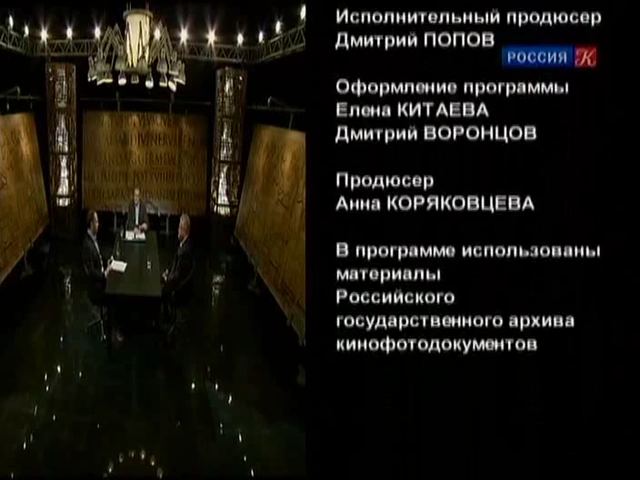 Исполнительный продюсер
Дмитрий ПОПОВ
РОССИЯ К
Оформление программы
Елена КИТАЕВА
Дмитрий ВОРОНЦОВ
Продюсер
Анна КОРЯКОВЦЕВА
В программе использованы
материалы
Российского
государственного архива
кинофотодокументов